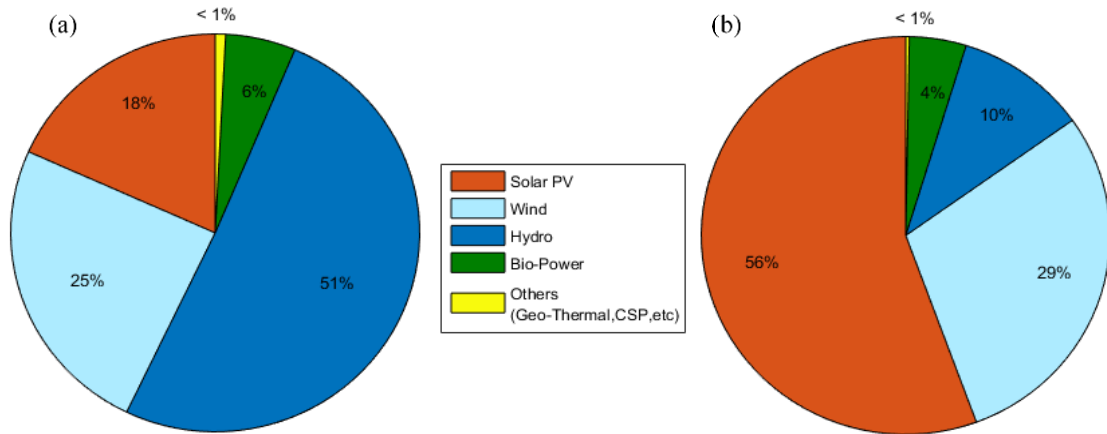 (a)
< 1%
6%
18%
25%
51%
Solar PV
Wind
Hydro
Bio-Power
Others
(Geo-Thermal,CSP,etc)
(b)
< 1%
4%
10%
56%
29%